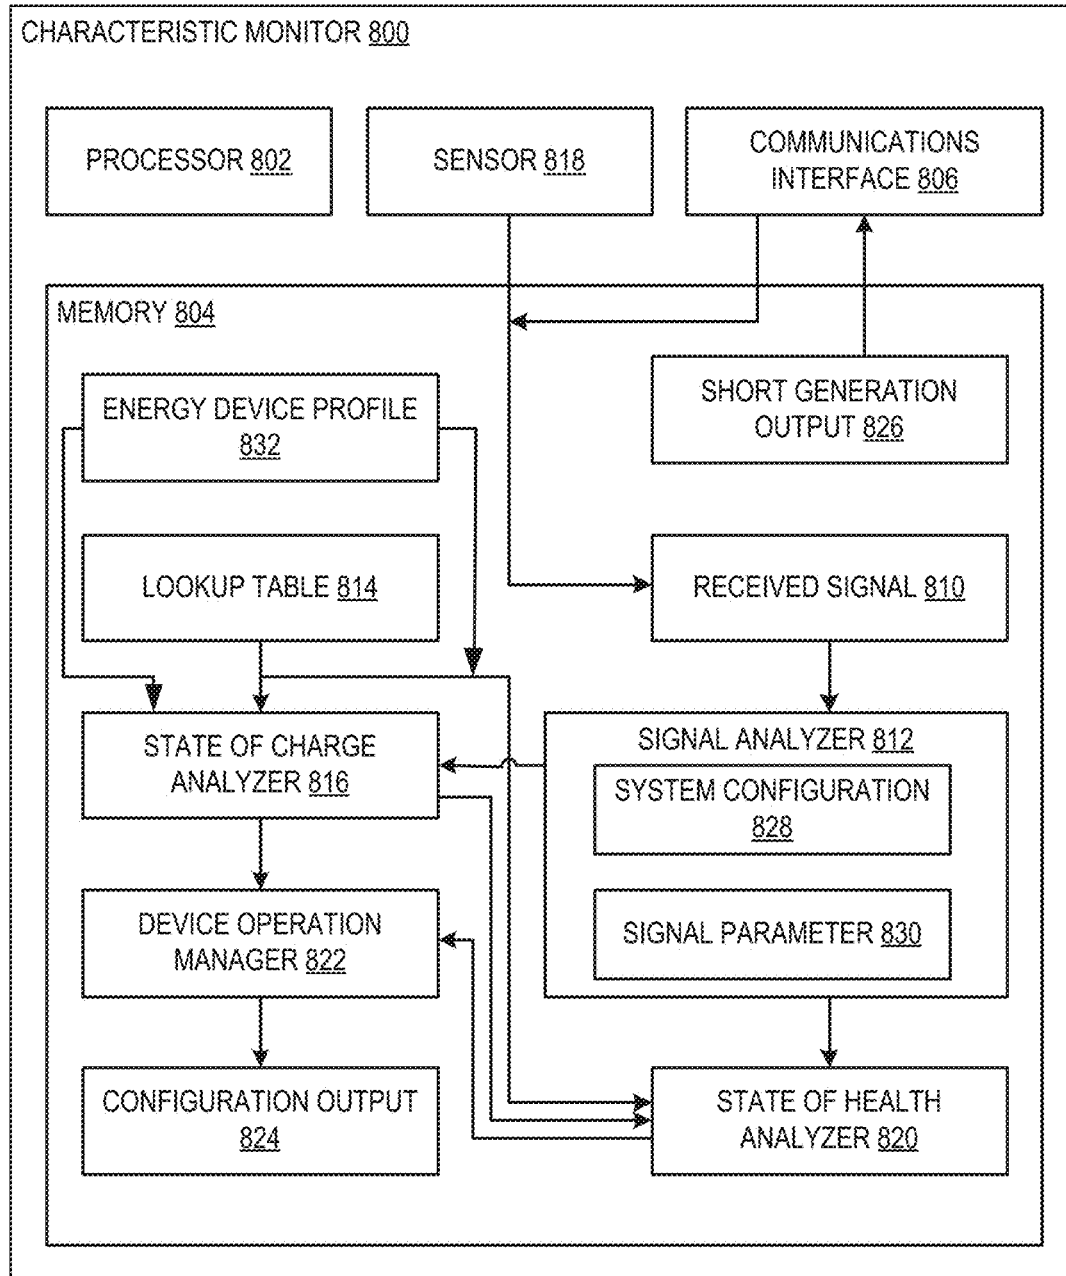 CHARACTERISTIC MONITOR 800
PROCESSOR 802
SENSOR 818
COMMUNICATIONS
INTERFACE 806
MEMORY 804
ENERGY DEVICE PROFILE
832
SHORT GENERATION
OUTPUT 826
LOOKUP TABLE 814
RECEIVED SIGNAL 810
STATE OF CHARGE
ANALYZER 816
SIGNAL ANALYZER 812
SYSTEM CONFIGURATION
828
DEVICE OPERATION
MANAGER 822
SIGNAL PARAMETER 830
CONFIGURATION OUTPUT
824
STATE OF HEALTH
ANALYZER 820